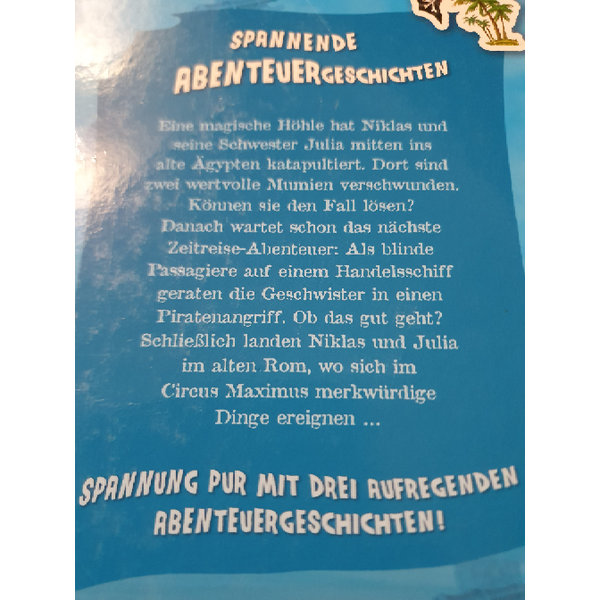 SPANNENDE
ABENTEUERGESCHICHTEN
Eine magische Höhle hat Niklas und
seine Schwester Julia mitten ins
alte Ägypten katapultiert. Dort sind
zwei wertvolle Mumien verschwunden.
Können sie den Fall lösen?
Danach wartet schon das nächste
Zeitreise-Abenteuer: Als blinde
Passagiere auf einem Handelsschiff
geraten die Geschwister in einen
Piratenangriff. Ob das gut geht?
Schließlich landen Niklas und Julia
im alten Rom, wo sich im
Circus Maximus merkwürdige
Dinge ereignen ...
SPANNUNG PUR MIT DREI AUFREGENDEN
ABENTEUERGESCHICHTEN!